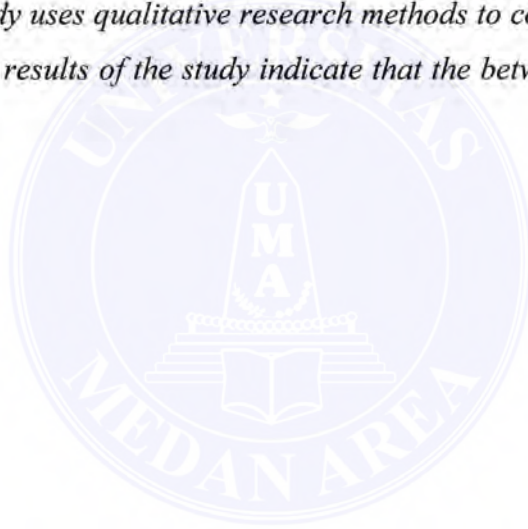 dy uses qualitative research methods to co
results of the study indicate that the betw
UNIVERSITAS
UMA
MEDAN AREA